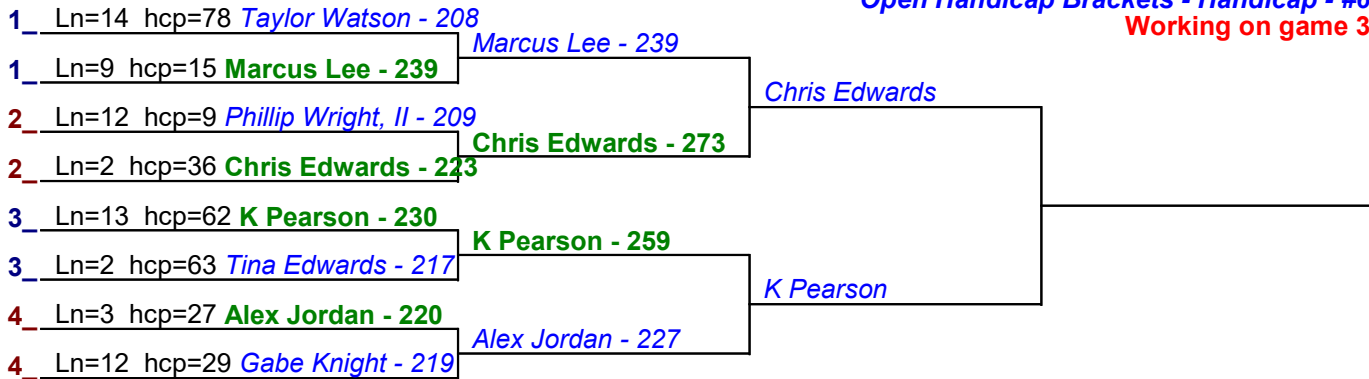 Open Handicap Brackets - Handicap - #6
Working on game 3
1_ Ln=14 hcp=78 Taylor Watson - 208
Marcus Lee - 239
1_ Ln=9 hcp=15 Marcus Lee - 239
Chris Edwards
2_ Ln=12 hcp=9 Phillip Wright, II - 209
Chris Edwards - 273
2_ Ln=2 hcp=36 Chris Edwards - 223
3_ Ln=13 hcp=62 K Pearson - 230
K Pearson - 259
3_ Ln=2 hcp=63 Tina Edwards - 217
K Pearson
4_ Ln=3 hcp=27 Alex Jordan - 220
Alex Jordan - 227
4_ Ln=12 hcp=29 Gabe Knight - 219